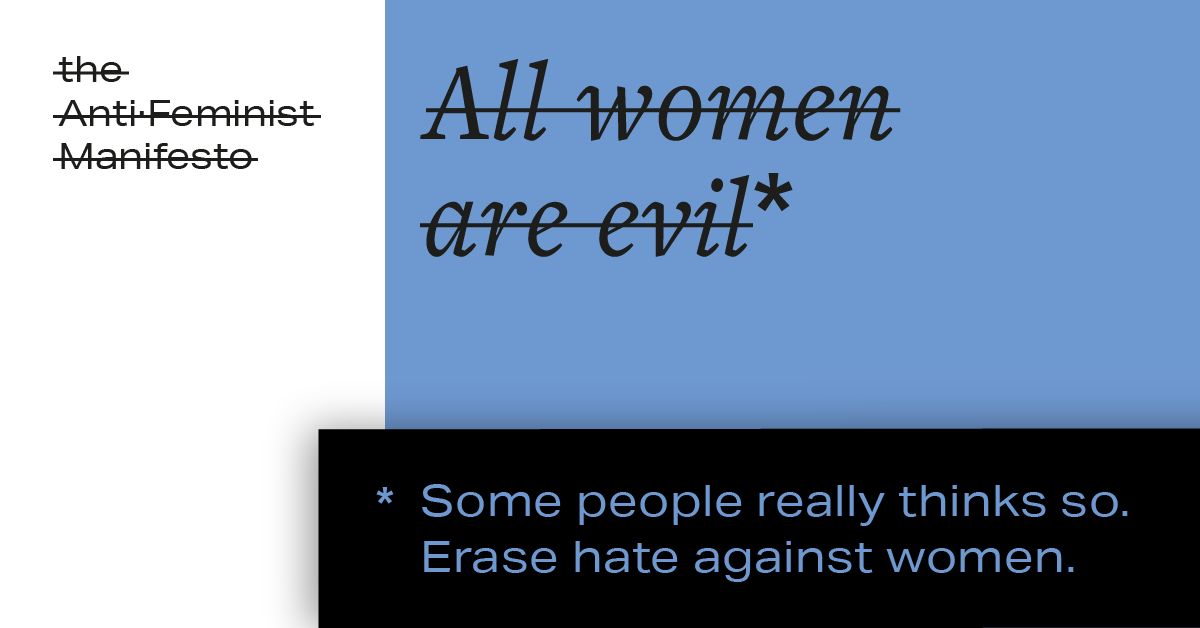 the
Anti·Feminist
Manifesto
All women
are evil*
* Some people really thinks so.
Erase hate against women.